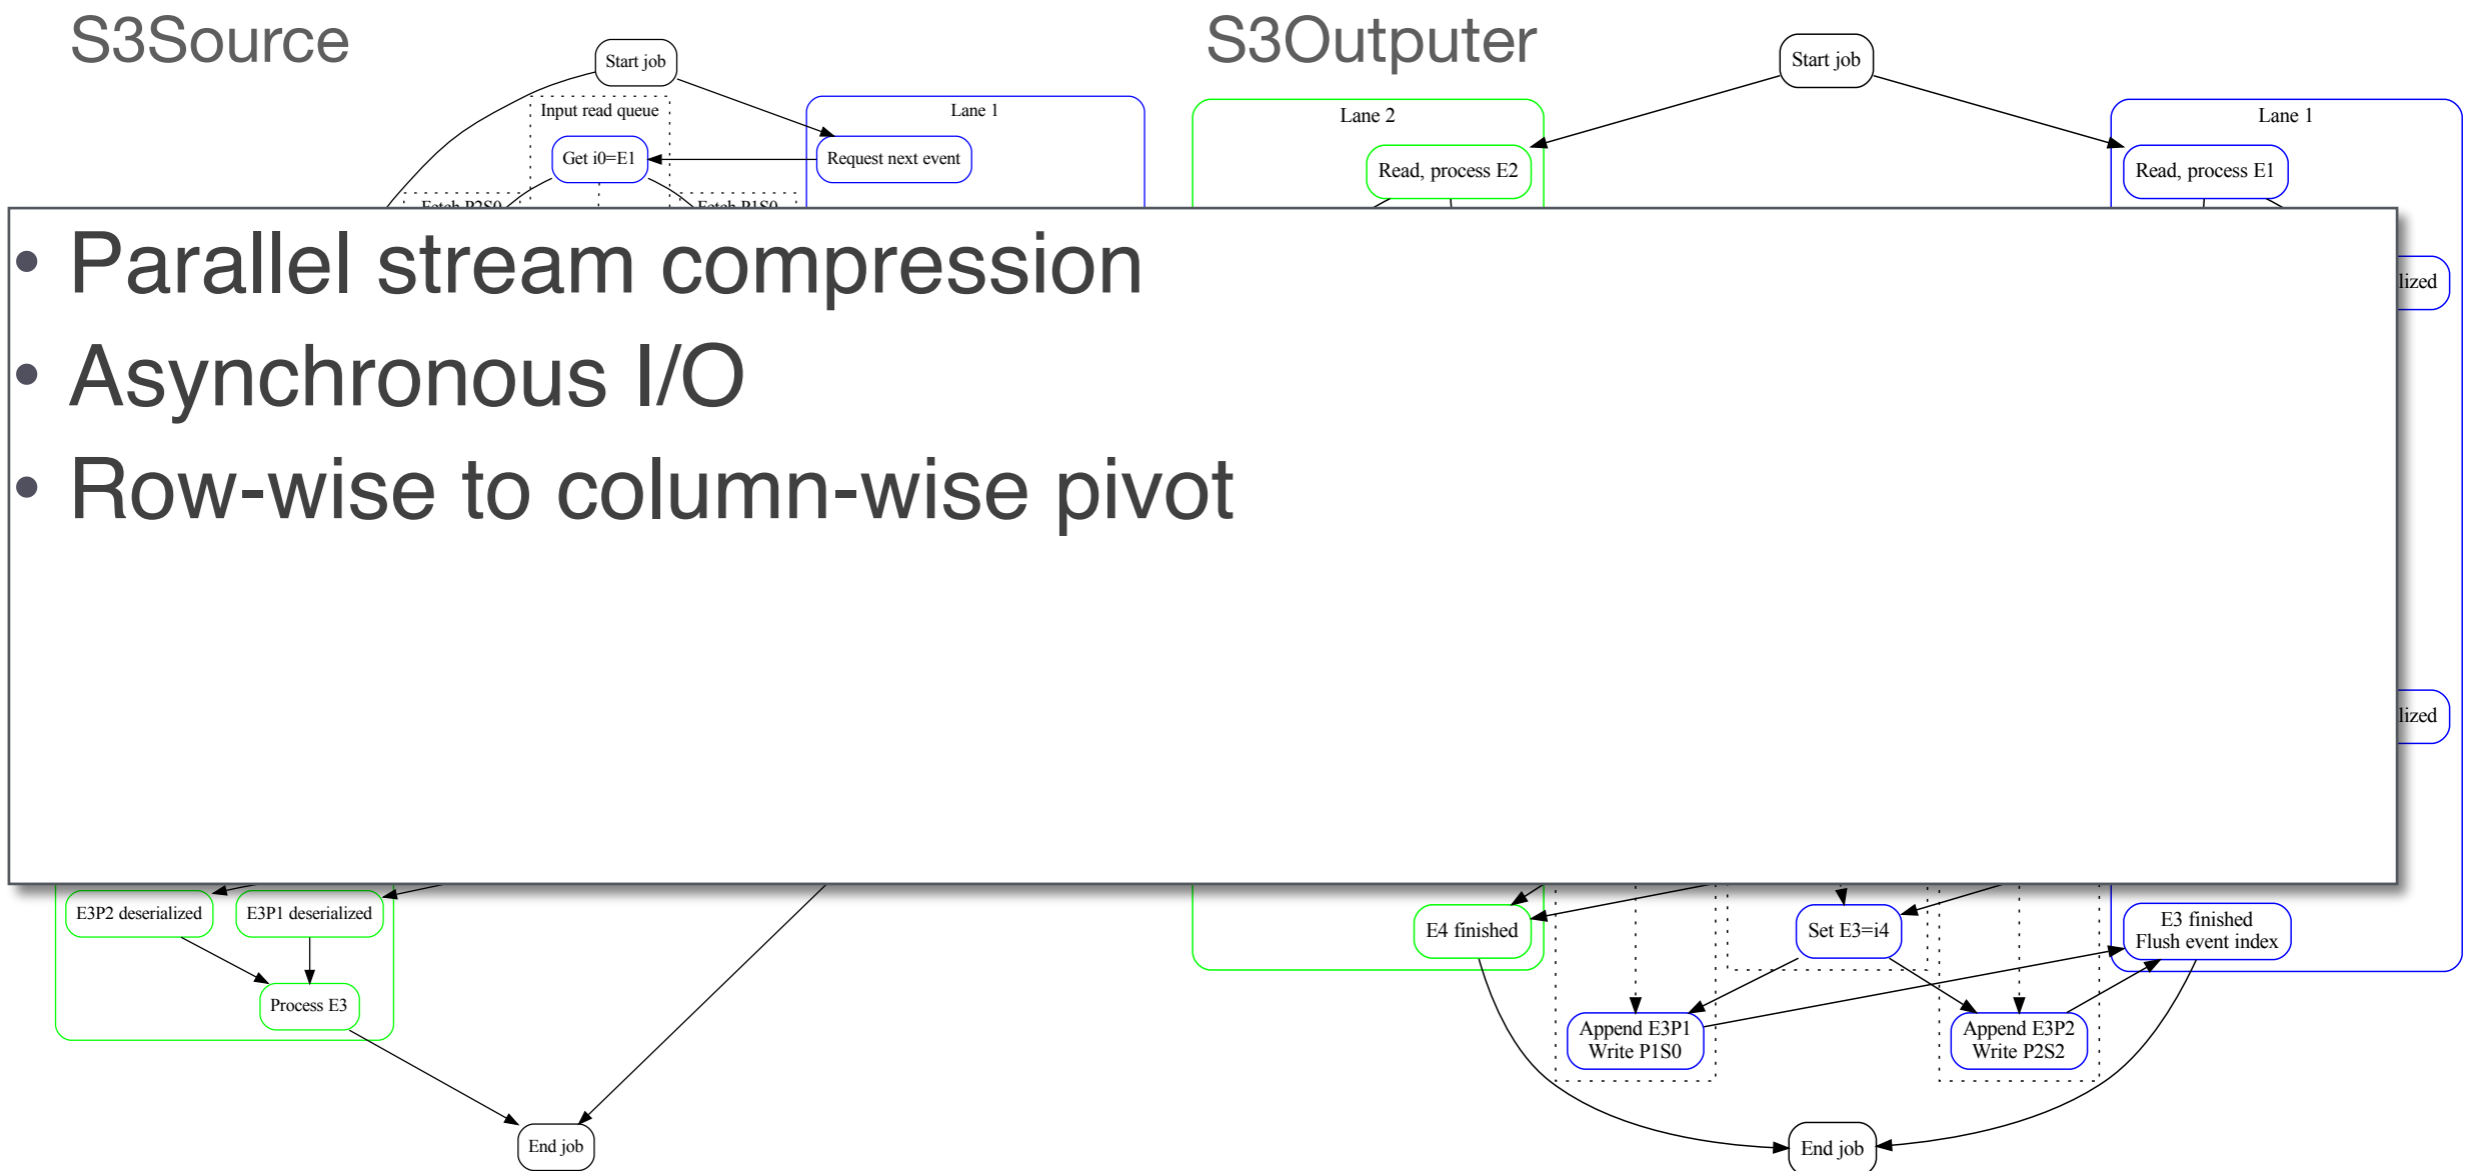 S3Source
S3Outputer
Start job
Input read queue
Lane 1
Get i0=E1
Request next event
Start job
Lane 2
Lane 1
Read, process E2
Read, process E1
• Parallel stream compression
• Asynchronous I/O
• Row-wise to column-wise pivot
lized
lized
E3P2 deserialized
E3P1 deserialized
Process E3
End job
E4 finished
Set E3=i4
E3 finished
Flush event index
Append E3P1
Write P1S0
Append E3P2
Write P2S2
End job